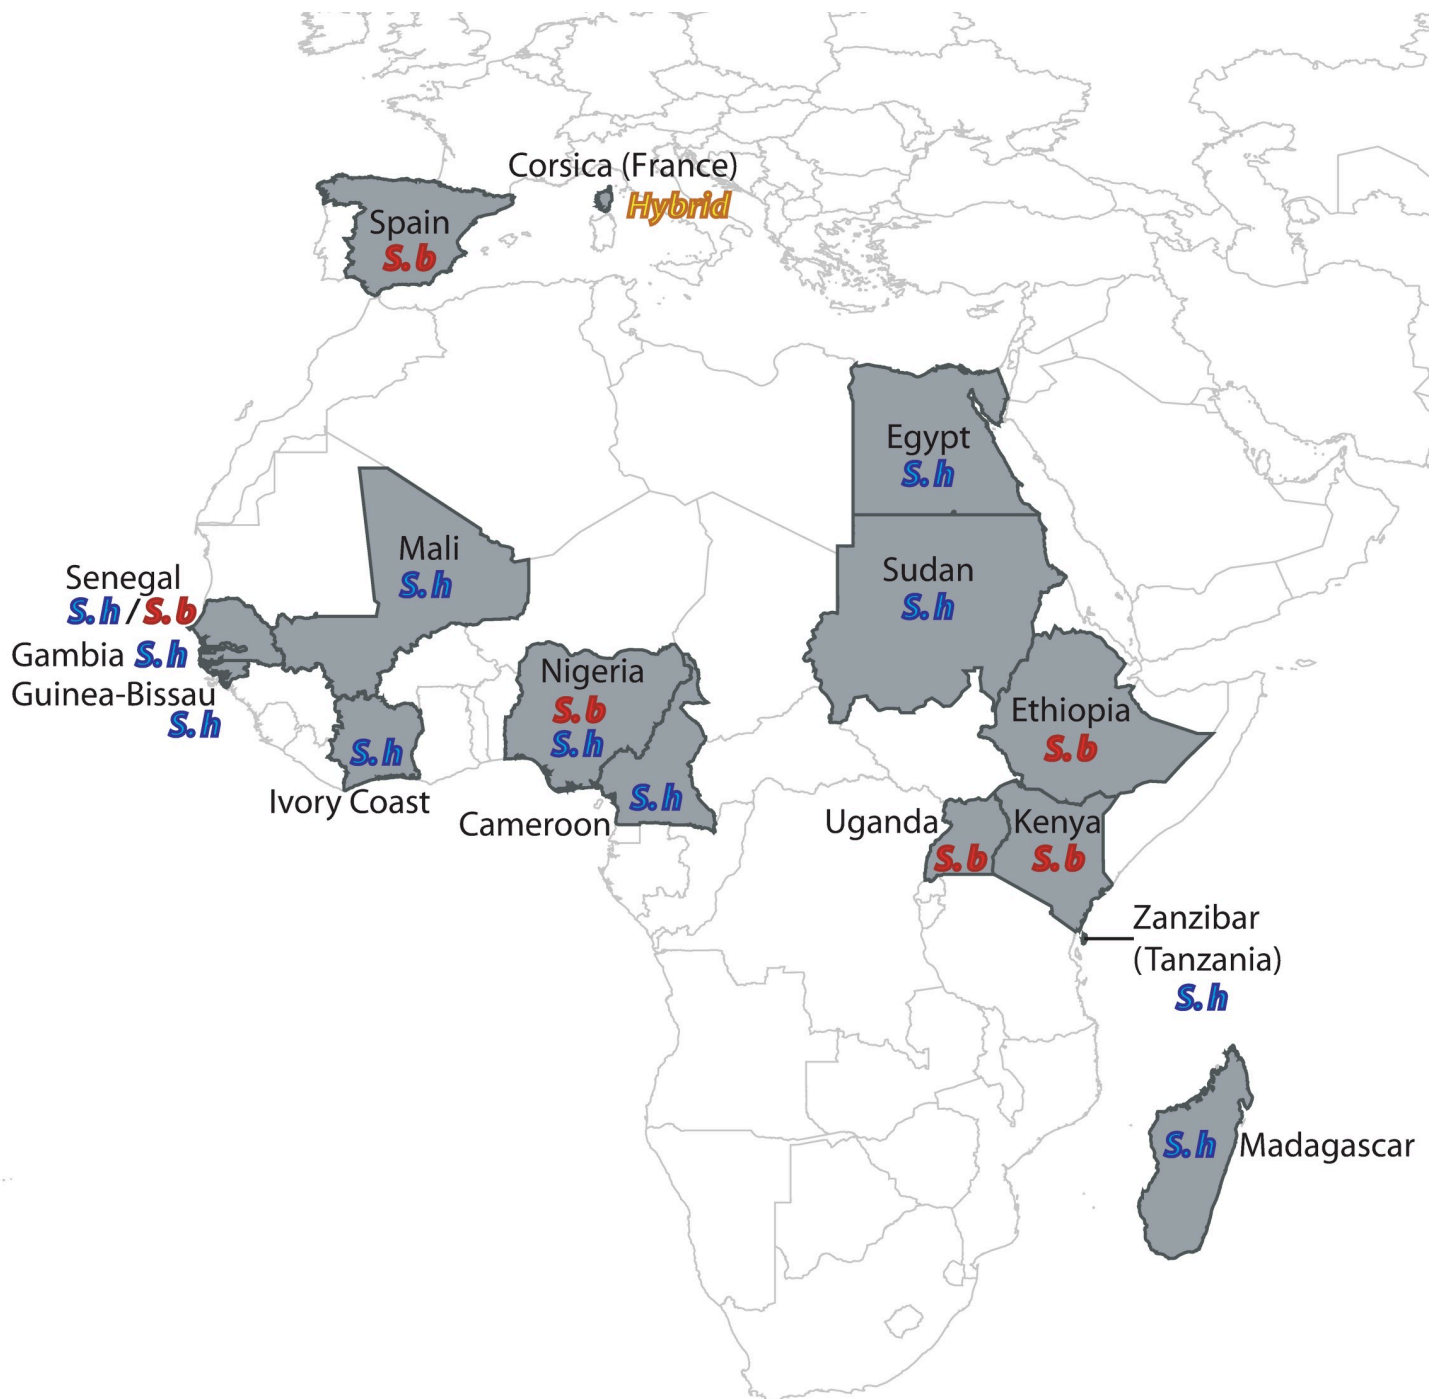 Corsica (France)
Hybrid
Spain
S. b
Egypt
S. h
Mali
S. h
Sudan
S. h
Senegal
S. h / S. b
Gambia S. h
Guinea-Bissau
S. h
Nigeria
S. b
S. h
Ethiopia
S. b
S. h
Ivory Coast
S. h
Cameroon
Uganda
S. b
Kenya
S. b
Zanzibar
(Tanzania)
S. h
S. h Madagascar